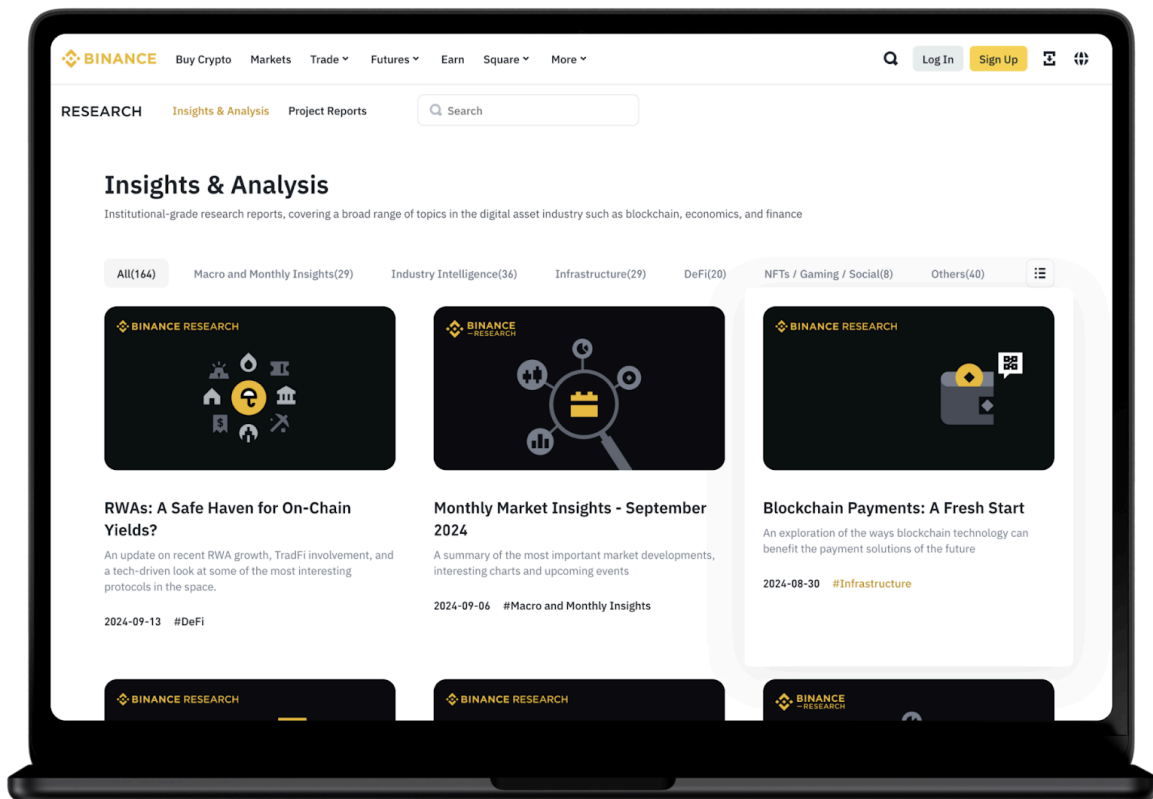 BINANCE Buy Crypto Markets Trade Futures Earn Square More Log In Sign Up
RESEARCH Insights & Analysis Project Reports Search
Insights & Analysis
Institutional-grade research reports, covering a broad range of topics in the digital asset industry such as blockchain, economics, and finance
All(164) Macro and Monthly Insights(29) Industry Intelligence(36) Infrastructure(29) DeFi(20) NFTs / Gaming / Social(8) Others(40)
BINANCE RESEARCH
$
RWAs: A Safe Haven for On-Chain
Yields?
An update on recent RWA growth, TradFi involvement, and
a tech-driven look at some of the most interesting
protocols in the space.
2024-09-13 #DeFi
BINANCE
RESEARCH
Monthly Market Insights - September
2024
A summary of the most important market developments,
interesting charts and upcoming events
2024-09-06 #Macro and Monthly Insights
BINANCE RESEARCH
Blockchain Payments: A Fresh Start
An exploration of the ways blockchain technology can
benefit the payment solutions of the future
2024-08-30 #Infrastructure
BINANCE RESEARCH
BINANCE RESEARCH
BINANCE
RESEARCH